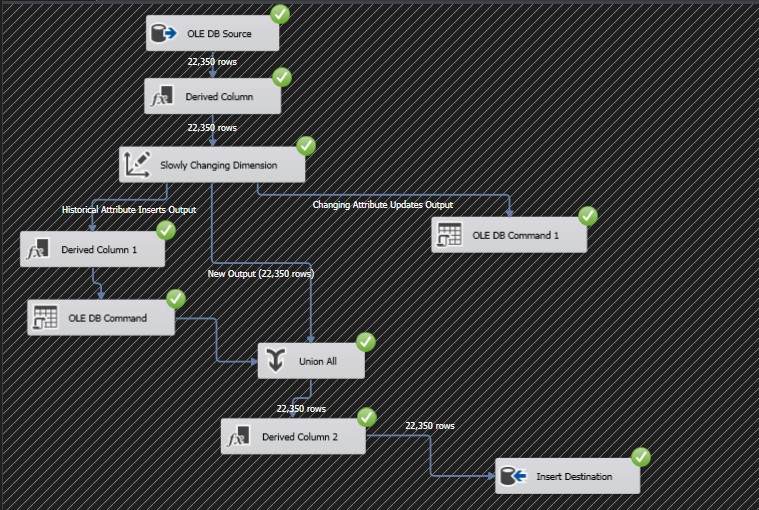 OLE DB Source
22,350 rows
Derived Column
22,350 rows
Slowly Changing Dimension
Historical Attribute Inserts Output
Changing Attribute Updates Output
OLE DB Command 1
Derived Column 1
New Output (22,350 rows)
OLE DB Command
Union All
22,350 rows
Derived Column 2
22,350 rows
Insert Destination